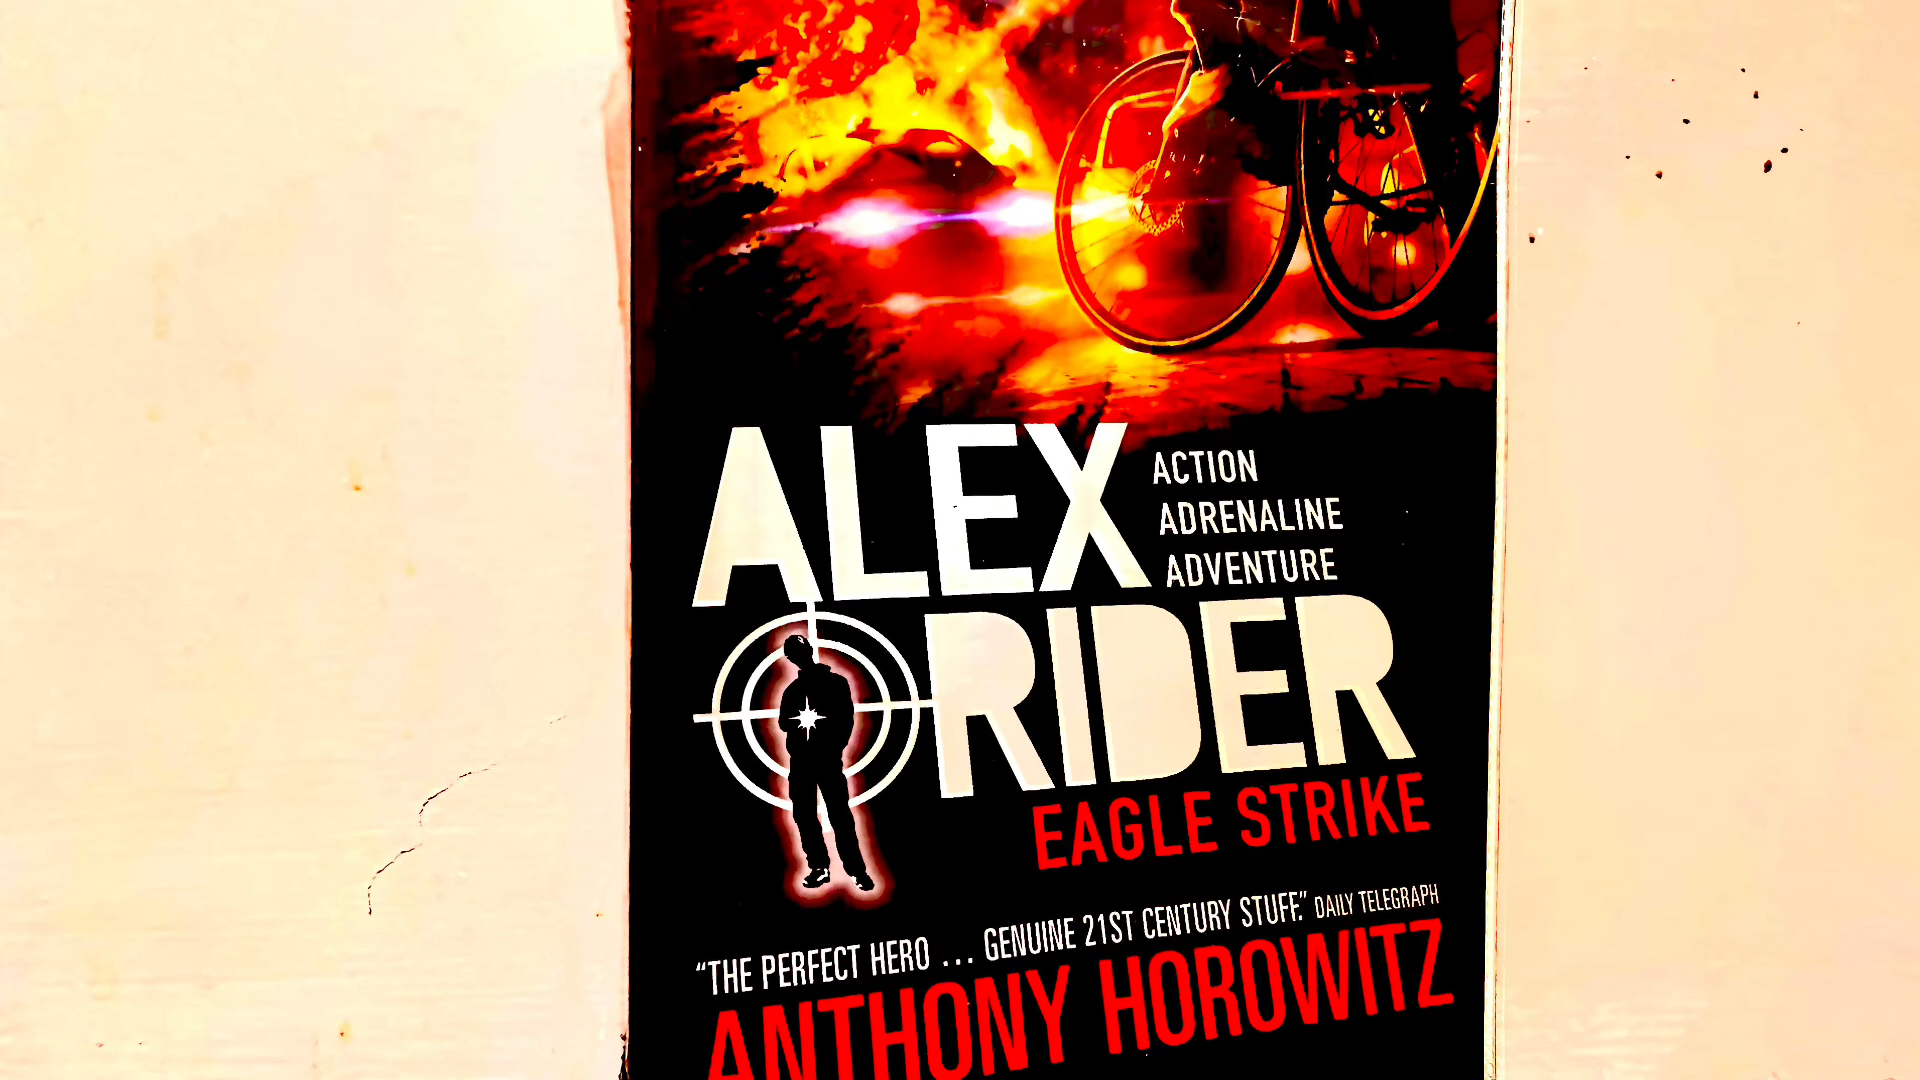 ALEX
ACTION
ADRENALINE
ADVENTURE
RIDER
EAGLE STRIKE
“THE PERFECT HERO ... GENUINE 21ST CENTURY STUFF.” DAILY TELEGRAPH
ANTHONY HOROWITZ